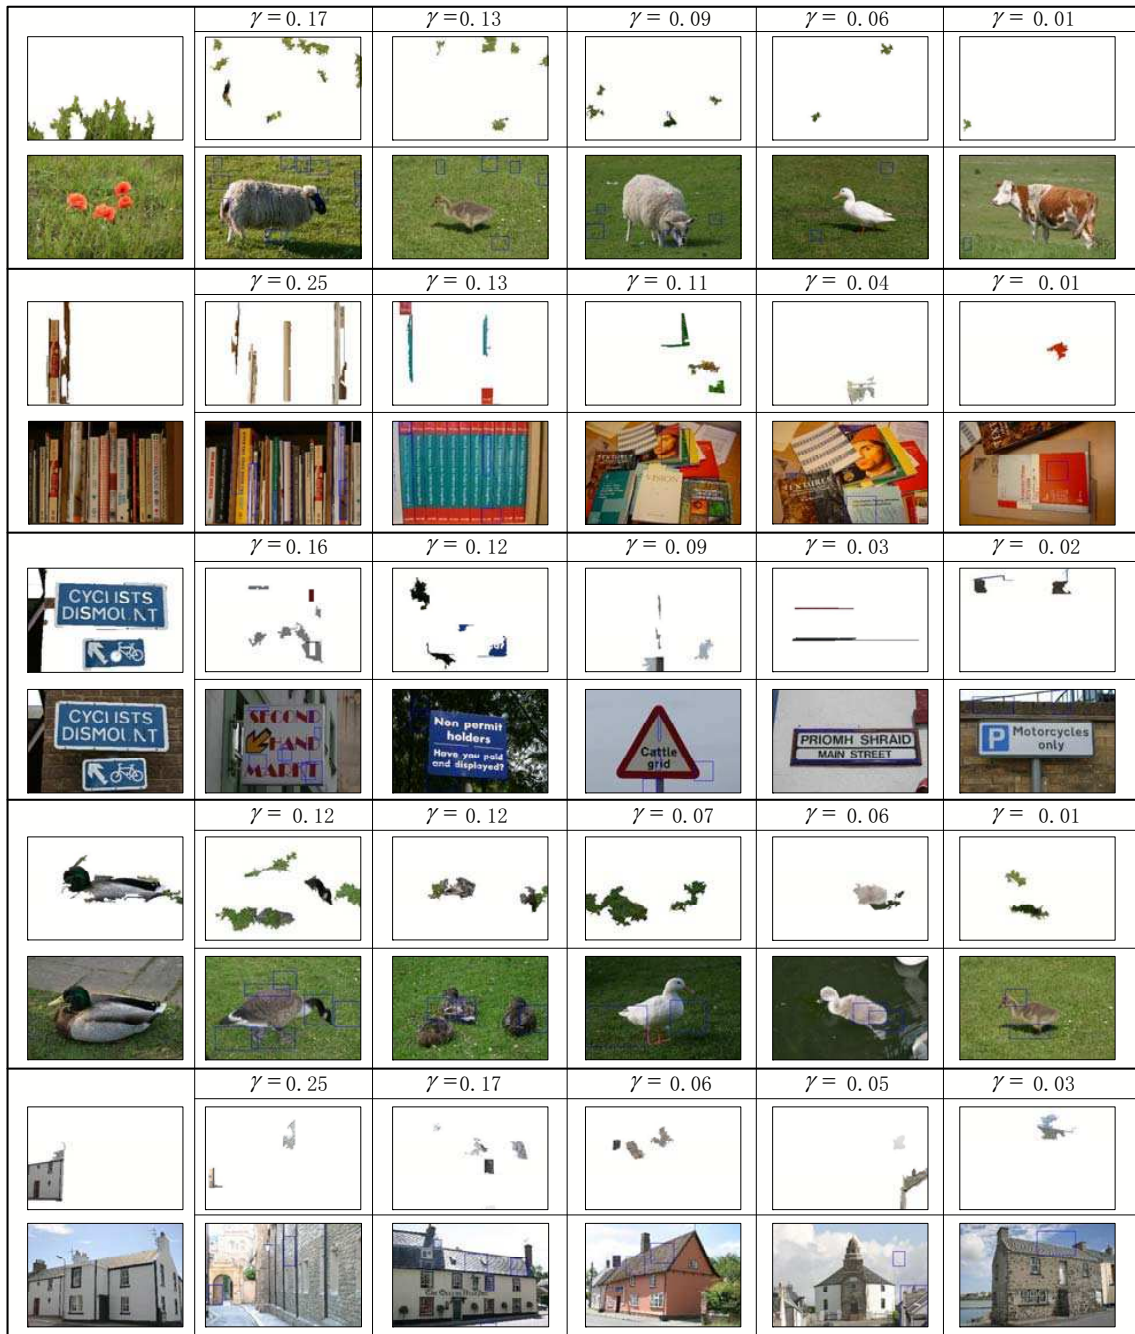 γ = 0.17 γ = 0.13 γ = 0.09 γ = 0.06 γ = 0.01
γ = 0.25 γ = 0.13 γ = 0.11 γ = 0.04 γ = 0.01
VISION
γ = 0.16 γ = 0.12 γ = 0.09 γ = 0.03 γ = 0.02
CYCLISTS
DISMOUNT
CYCLISTS
DISMOUNT
SECOND
HAND
MARKT
Non permit
holders
Have you paid
and displayed?
Cattle
grid
PRIOMH SHRAID
MAIN STREET
P Motorcycles
only
γ = 0.12 γ = 0.12 γ = 0.07 γ = 0.06 γ = 0.01
γ = 0.25 γ = 0.17 γ = 0.06 γ = 0.05 γ = 0.03